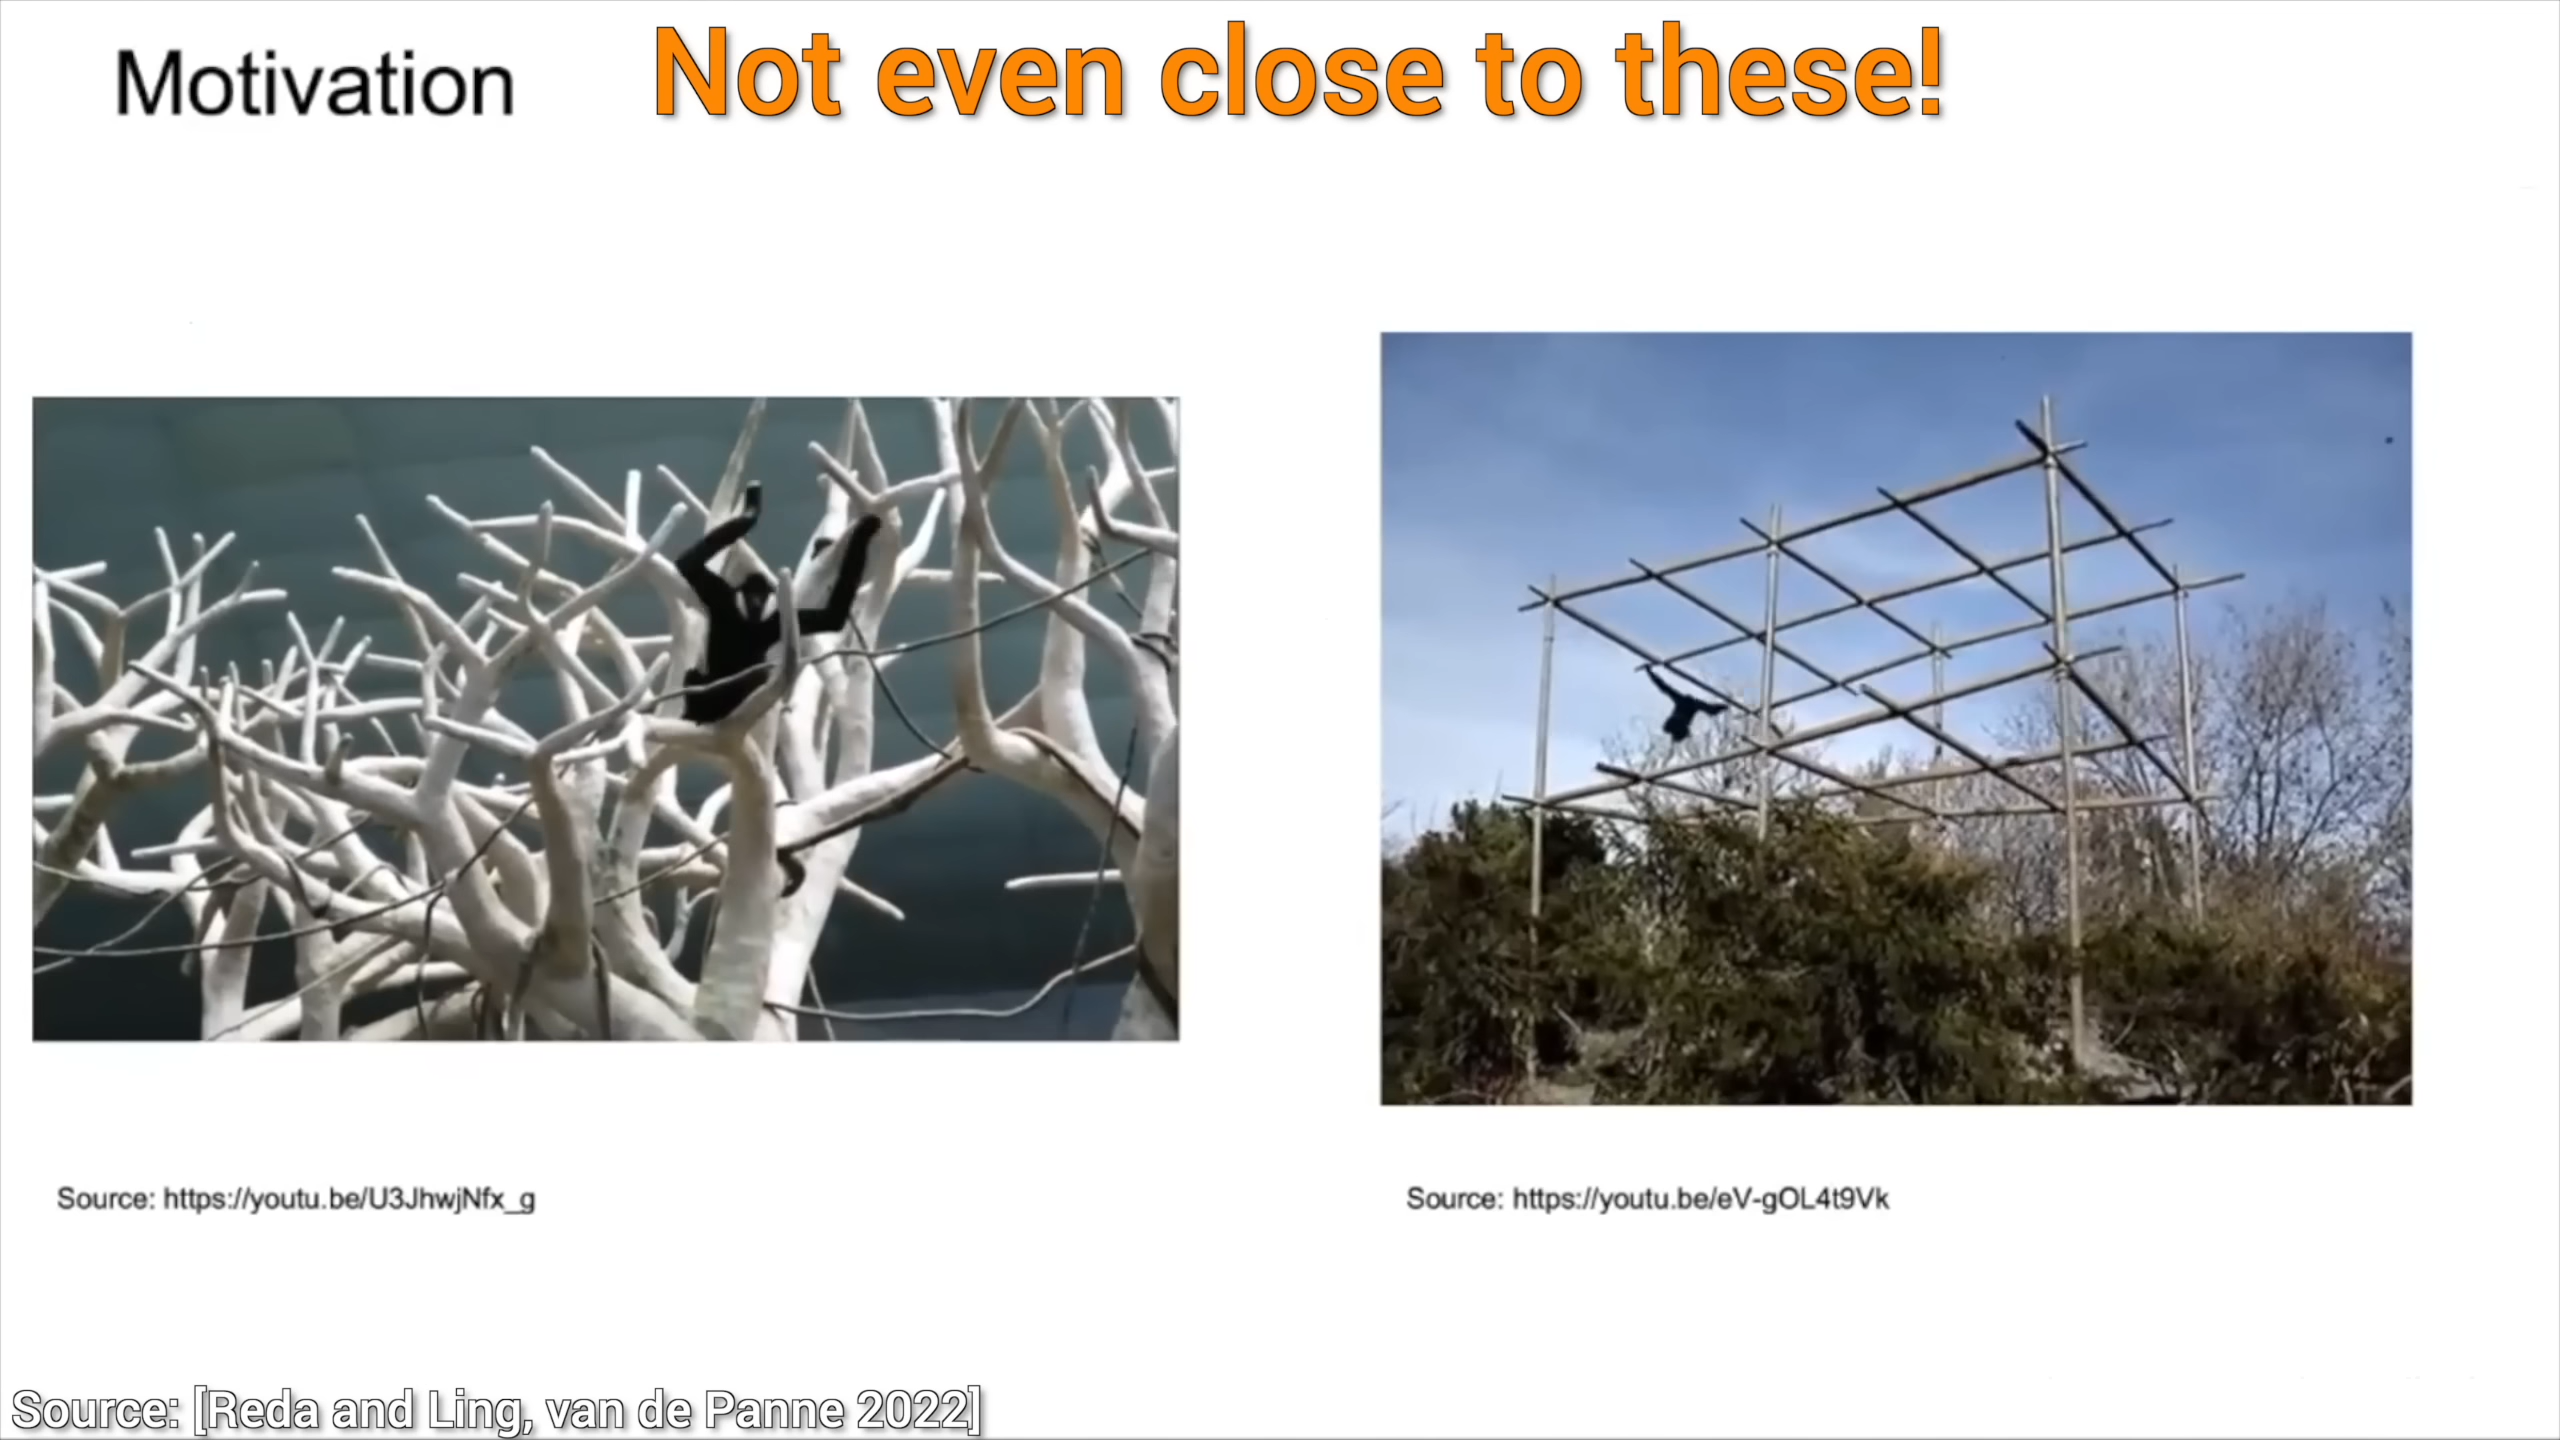 Motivation
Not even close to these!
Source: https://youtu.be/U3JhwjNfx_g
Source: https://youtu.be/eV-gOL4t9Vk
Source: [Reda and Ling, van de Panne 2022]